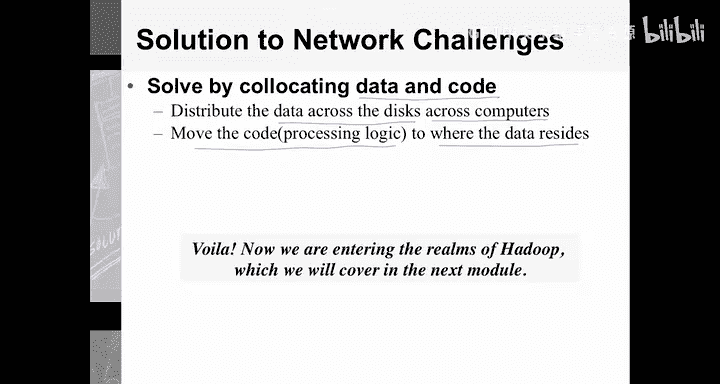 Solution to Network Challenges
bilibili
• Solve by collocating data and code
– Distribute the data across the disks across computers
– Move the code(processing logic) to where the data resides
Voila! Now we are entering the realms of Hadoop,
which we will cover in the next module.